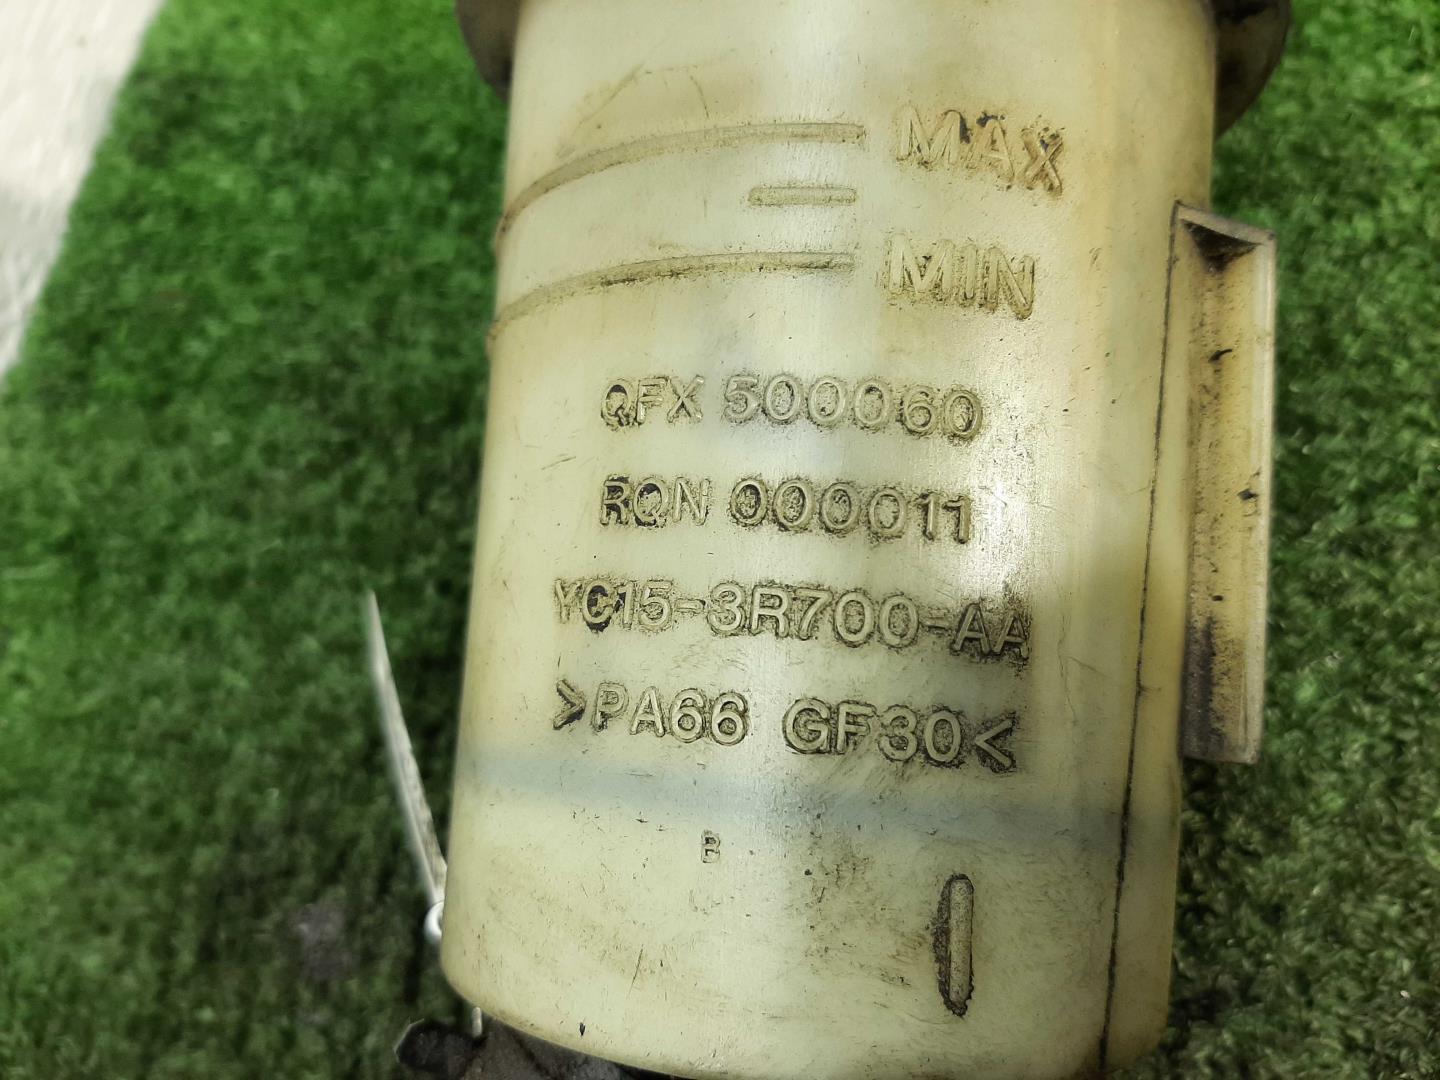 MAX
MIN
QFX 500060
RQN 000011
YC15-3R700-AA
>PA66 GF30<
B